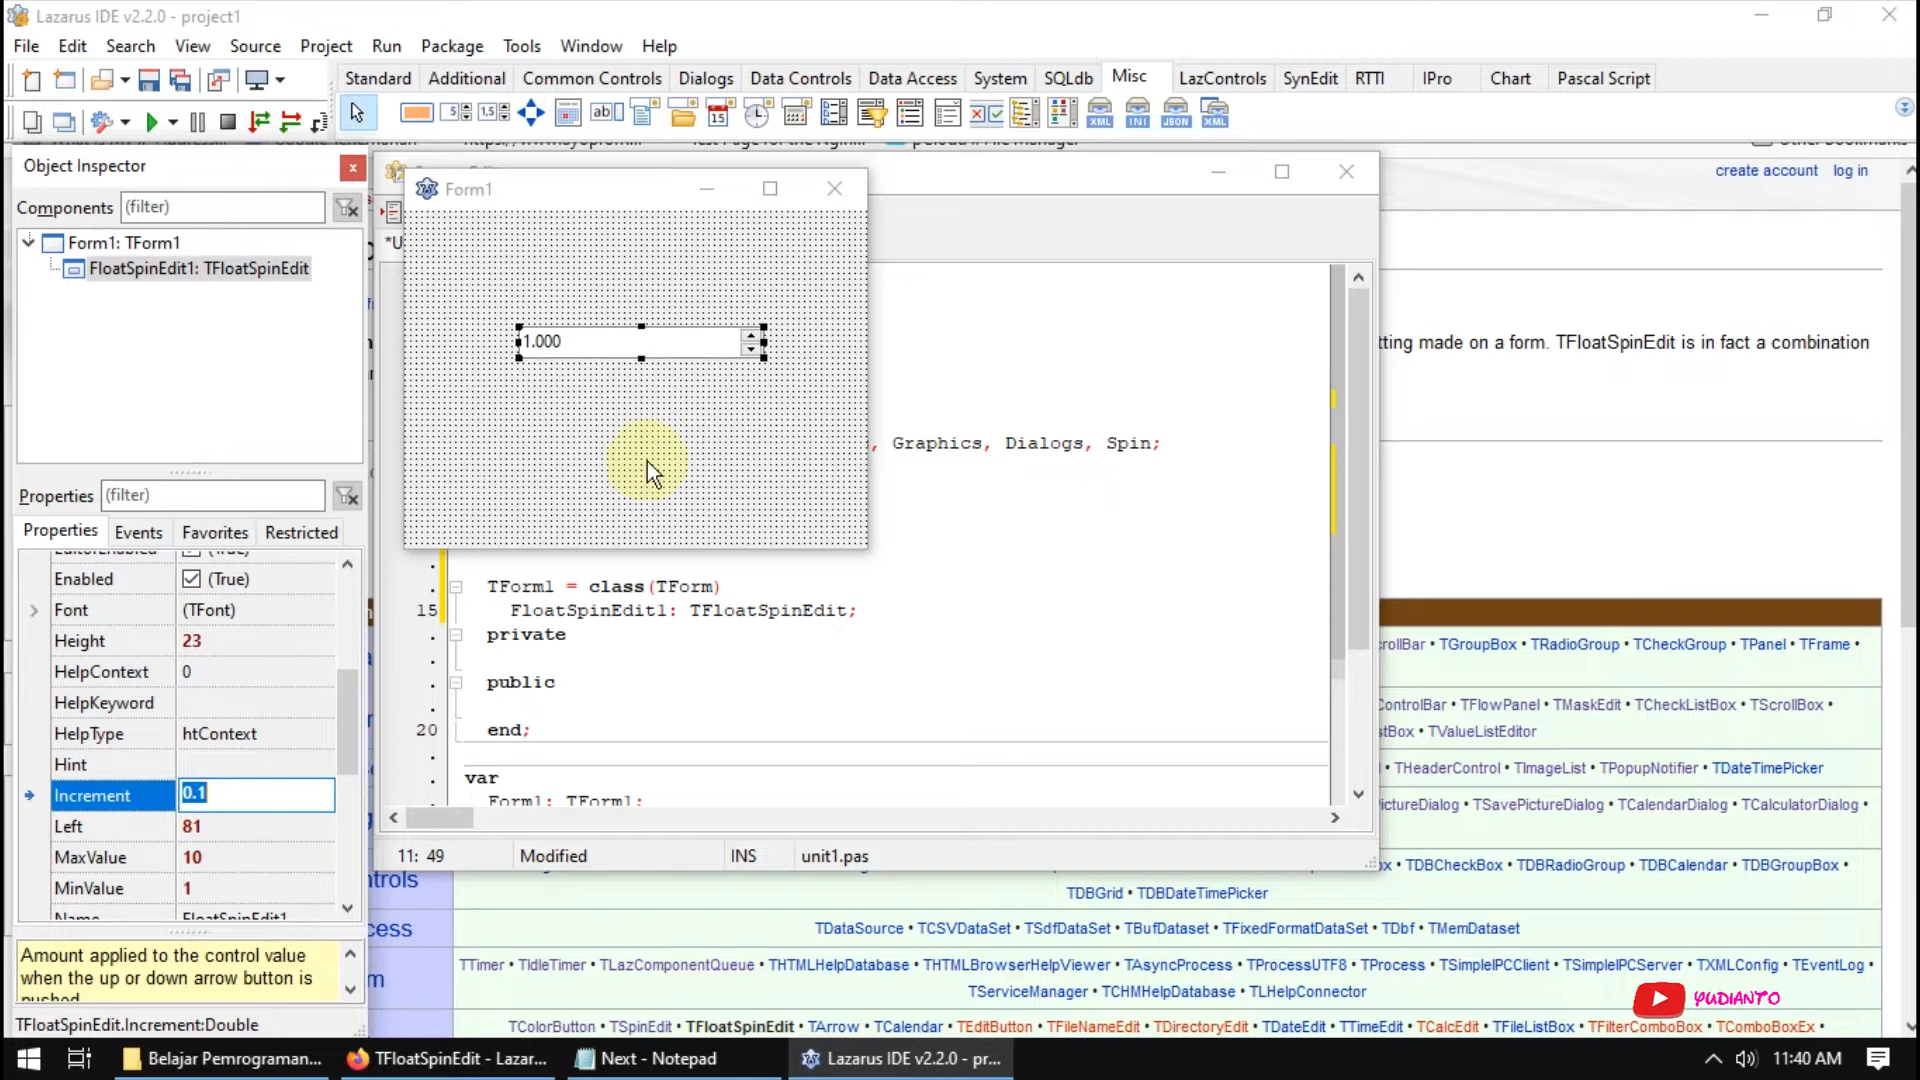 Lazarus IDE v2.2.0 - project1
File Edit Search View Source Project Run Package Tools Window Help
Standard Additional Common Controls Dialogs Data Controls Data Access System SQLdb Misc LazControls SynEdit RTTI IPro Chart Pascal Script
Object Inspector
Components (filter)
Form1: TForm1
FloatSpinEdit1: TFloatSpinEdit
Properties (filter)
Properties Events Favorites Restricted
Enabled (True)
Font (TFont)
Height 23
HelpContext 0
HelpKeyword
HelpType htContext
Hint
Increment 0.1
Left 81
MaxValue 10
MinValue 1
Name FloatSpinEdit1
Amount applied to the control value
when the up or down arrow button is
pushed
TFloatSpinEdit.Increment:Double
Form1
1.000
, Graphics, Dialogs, Spin;
TForm1 = class(TForm)
15 FloatSpinEdit1: TFloatSpinEdit;
private
public
20 end;
var
Form1: TForm1;
11: 49 Modified INS unit1.pas
create account log in
tting made on a form. TFloatSpinEdit is in fact a combination
crollBar • TGroupBox • TRadioGroup • TCheckGroup • TPanel • TFrame •
ControlBar • TFlowPanel • TMaskEdit • TCheckListBox • TScrollBox •
stBox • TValueListEditor
• THeaderControl • TImageList • TPopupNotifier • TDateTimePicker
PictureDialog • TSavePictureDialog • TCalendarDialog • TCalculatorDialog •
ox • TDBCheckBox • TDBRadioGroup • TDBCalendar • TDBGroupBox •
ntrols
TDBGrid • TDBDateTimePicker
cess
TDataSource • TCSVDataSet • TSdfDataSet • TBufDataset • TFixedFormatDataSet • TDbf • TMemDataset
TTimer • TIdleTimer • TLazComponentQueue • THTMLHelpDatabase • THTMLBrowserHelpViewer • TAsyncProcess • TProcessUTF8 • TProcess • TSimpleIPCClient • TSimpleIPCServer • TXMLConfig • TEventLog •
m
TServiceManager • TCHMHelpDatabase • TLHelpConnector
YUDIANTO
TColorButton • TSpinEdit • TFloatSpinEdit • TArrow • TCalendar • TEditButton • TFileNameEdit • TDirectoryEdit • TDateEdit • TTimeEdit • TCalcEdit • TFileListBox • TFilterComboBox • TComboBoxEx •
Belajar Pemrograman... TFloatSpinEdit - Lazar... Next - Notepad Lazarus IDE v2.2.0 - pr... 11:40 AM